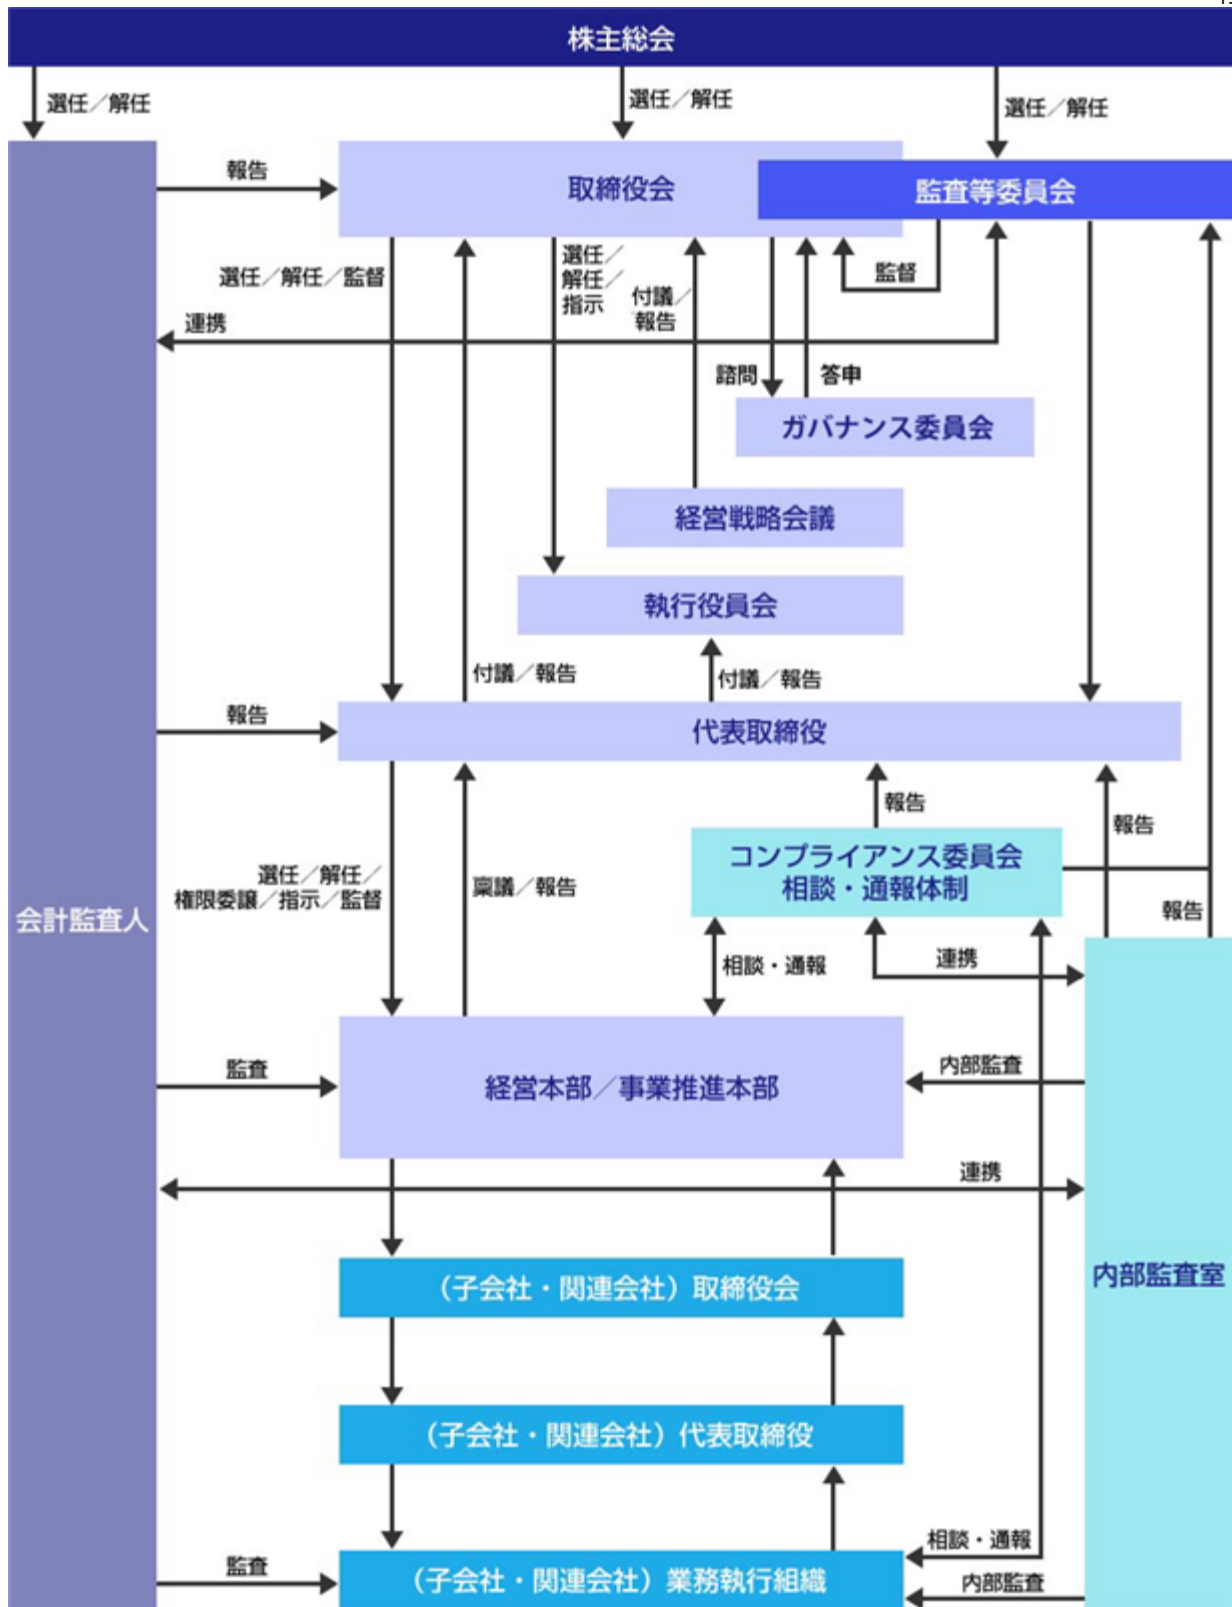 株主総会
選任／解任
選任／解任
選任／解任
報告
取締役会
監査等委員会
選任／解任／監督
選任／
解任／
指示
付議／
報告
監督
連携
諮問
答申
ガバナンス委員会
経営戦略会議
執行役員会
付議／報告
付議／報告
報告
代表取締役
報告
報告
コンプライアンス委員会
相談・通報体制
選任／解任／
権限委譲／指示／監督
稟議／報告
会計監査人
報告
相談・通報
連携
監査
経営本部／事業推進本部
内部監査
連携
（子会社・関連会社）取締役会
内部監査室
（子会社・関連会社）代表取締役
相談・通報
監査
（子会社・関連会社）業務執行組織
内部監査